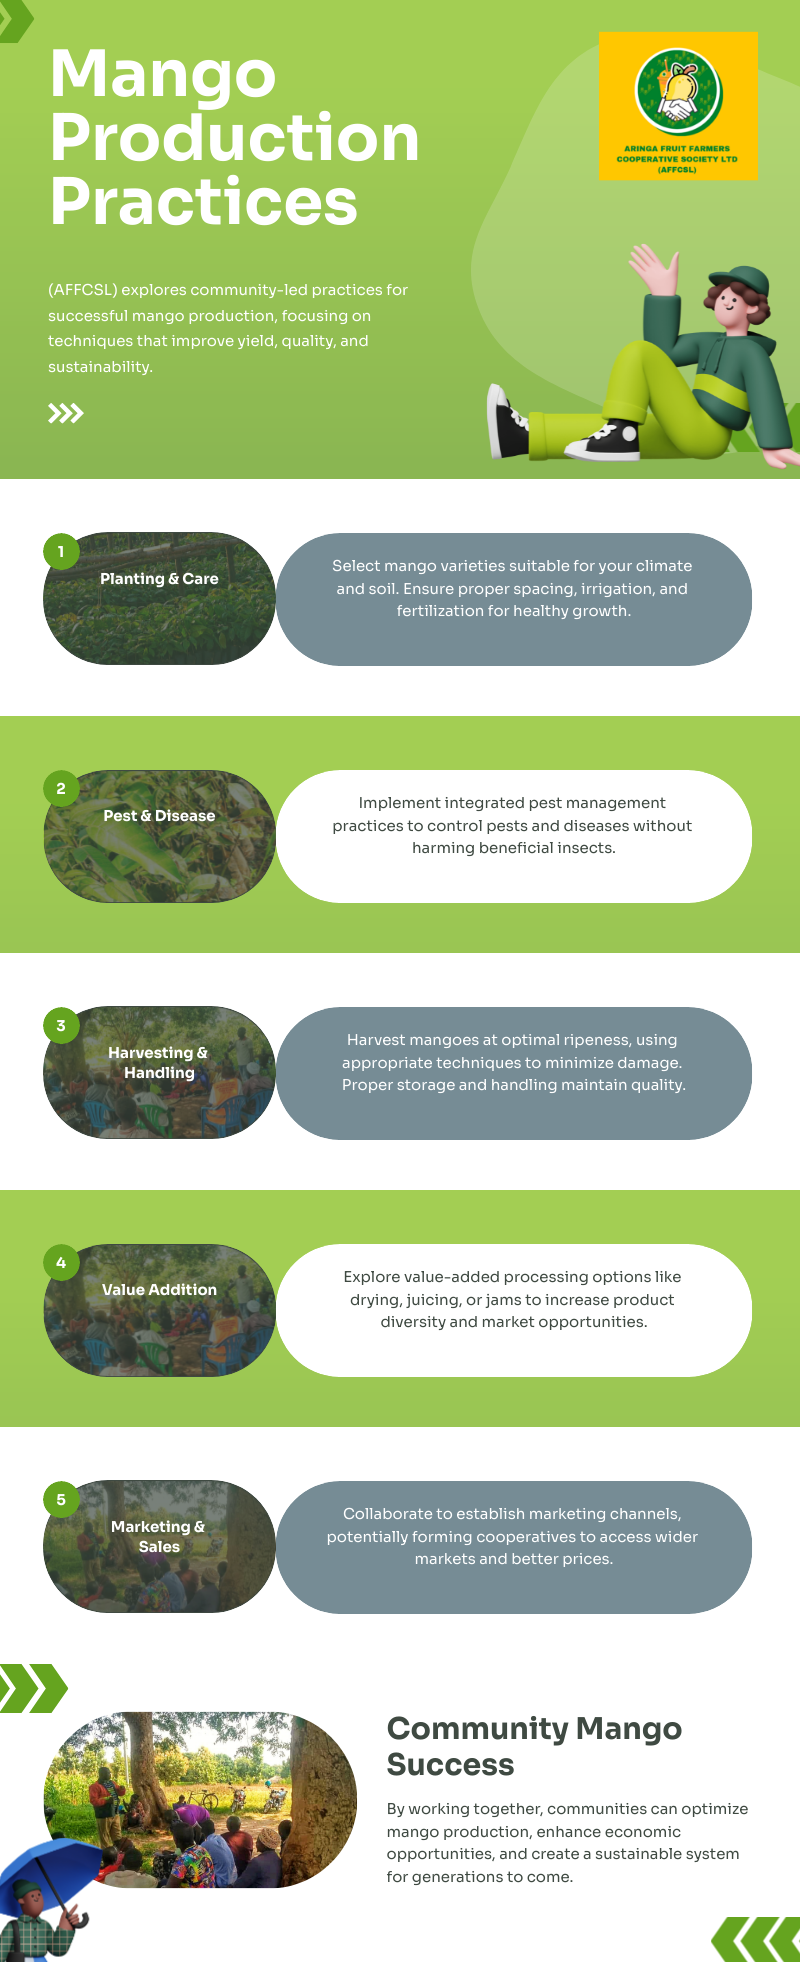 Mango
Production
Practices
ARINGA FRUIT FARMERS
COOPERATIVE SOCIETY LTD
(AFFCSL)
(AFFCSL) explores community-led practices for
successful mango production, focusing on
techniques that improve yield, quality, and
sustainability.
1
Planting & Care
Select mango varieties suitable for your climate
and soil. Ensure proper spacing, irrigation, and
fertilization for healthy growth.
2
Pest & Disease
Implement integrated pest management
practices to control pests and diseases without
harming beneficial insects.
3
Harvesting &
Handling
Harvest mangoes at optimal ripeness, using
appropriate techniques to minimize damage.
Proper storage and handling maintain quality.
4
Value Addition
Explore value-added processing options like
drying, juicing, or jams to increase product
diversity and market opportunities.
5
Marketing &
Sales
Collaborate to establish marketing channels,
potentially forming cooperatives to access wider
markets and better prices.
Community Mango
Success
By working together, communities can optimize
mango production, enhance economic
opportunities, and create a sustainable system
for generations to come.